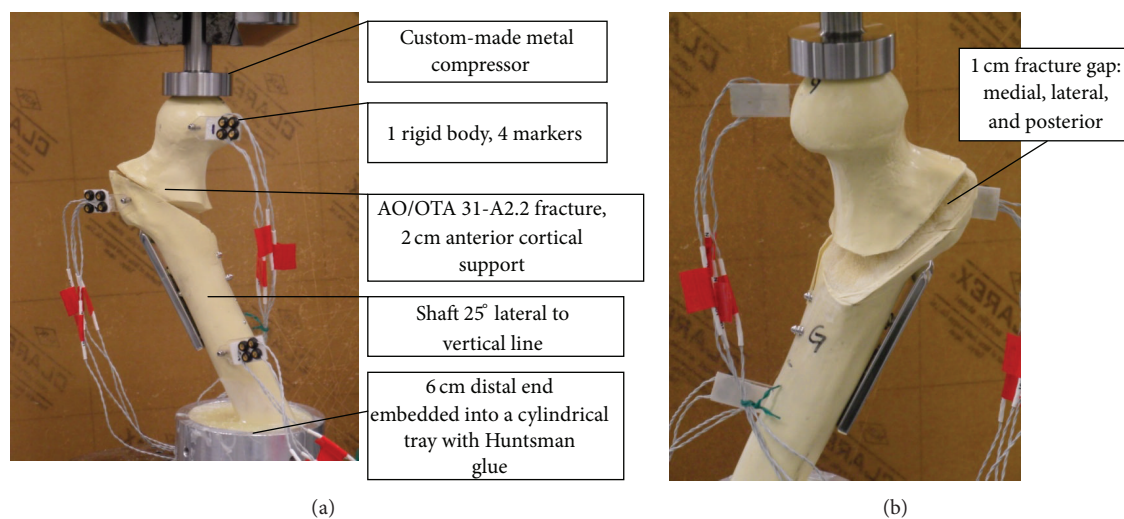 Custom-made metal
compressor
1 rigid body, 4 markers
AO/OTA 31-A2.2 fracture,
2 cm anterior cortical
support
Shaft 25° lateral to
vertical line
6 cm distal end
embedded into a cylindrical
tray with Huntsman
glue
(a)
1 cm fracture gap:
medial, lateral,
and posterior
G
CLAREX
(b)